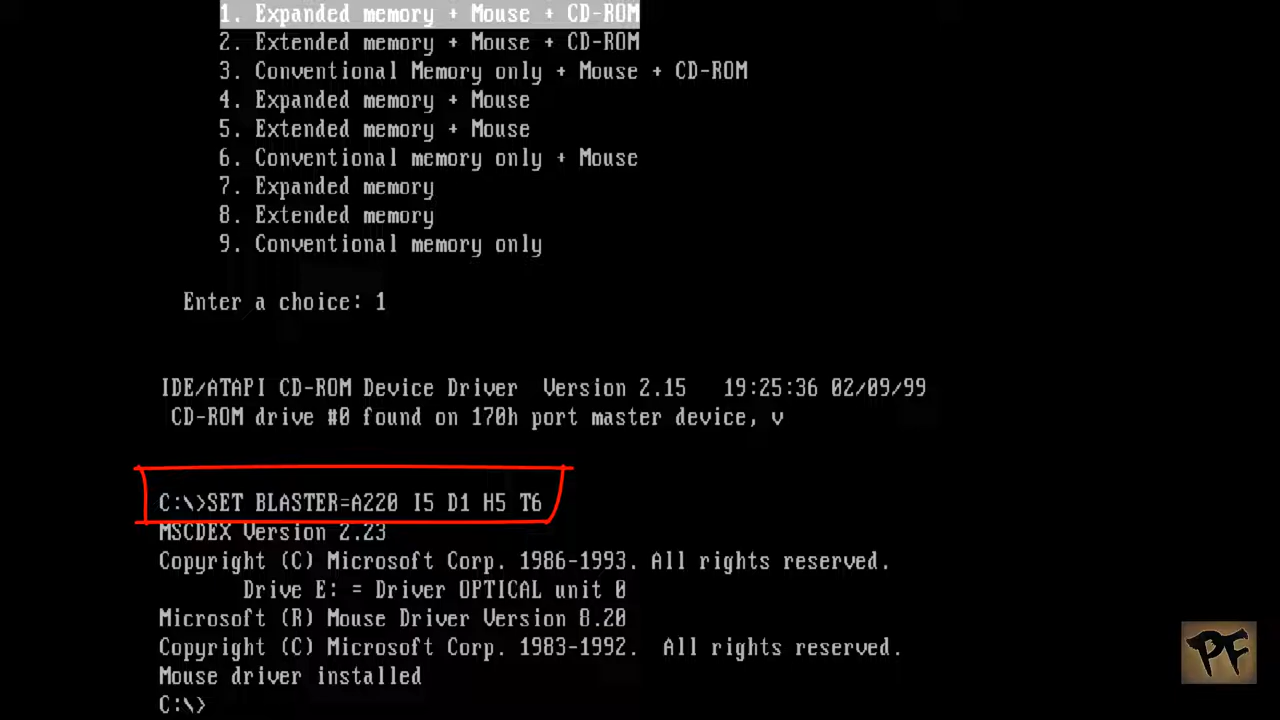 1. Expanded memory + Mouse + CD-ROM
2. Extended memory + Mouse + CD-ROM
3. Conventional Memory only + Mouse + CD-ROM
4. Expanded memory + Mouse
5. Extended memory + Mouse
6. Conventional memory only + Mouse
7. Expanded memory
8. Extended memory
9. Conventional memory only
Enter a choice: 1
IDE/ATAPI CD-ROM Device Driver Version 2.15 19:25:36 02/09/99
CD-ROM drive #0 found on 170h port master device, v
C:\>SET BLASTER=A220 I5 D1 H5 T6
MSCDEX Version 2.23
Copyright (C) Microsoft Corp. 1986-1993. All rights reserved.
Drive E: = Driver OPTICAL unit 0
Microsoft (R) Mouse Driver Version 8.20
Copyright (C) Microsoft Corp. 1983-1992. All rights reserved.
Mouse driver installed
C:\>
PF